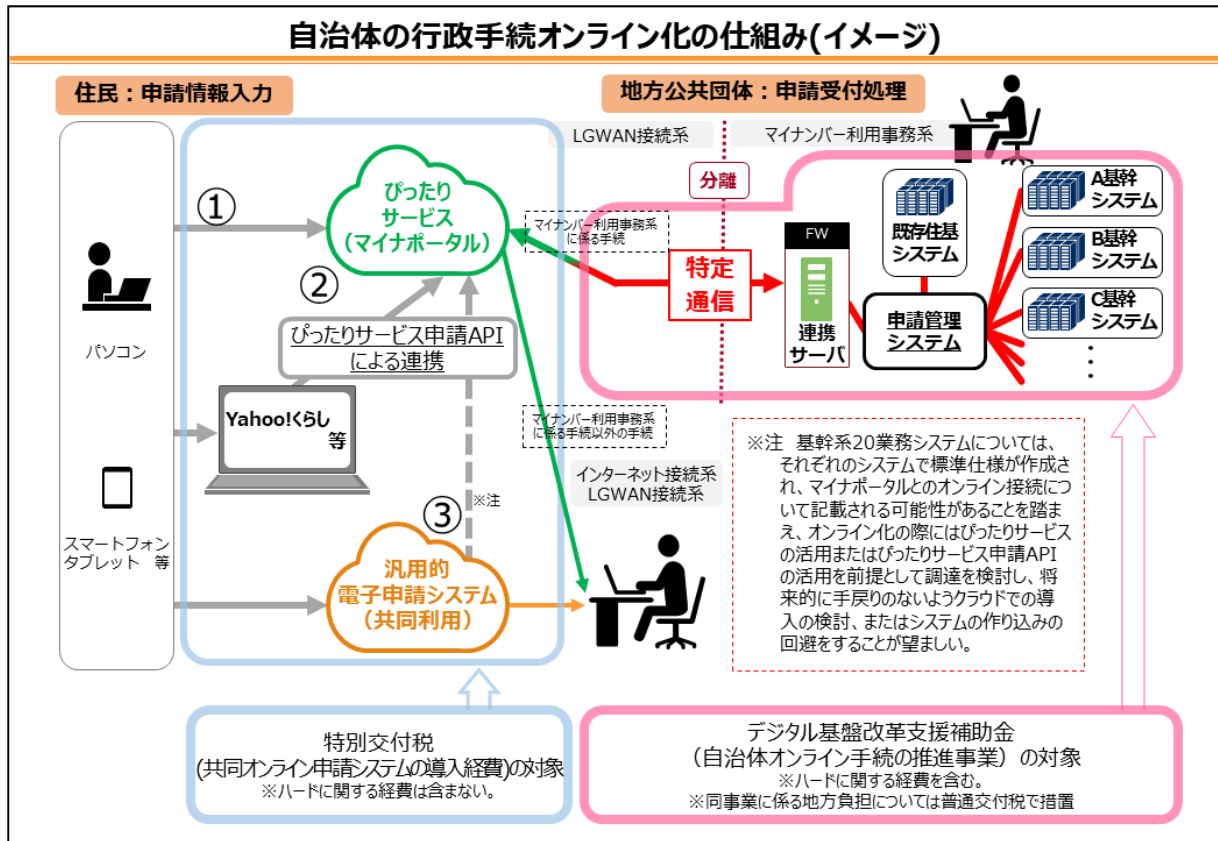 自治体の行政手続オンライン化の仕組み(イメージ)
住民：申請情報入力
地方公共団体：申請受付処理
LGWAN接続系
マイナンバー利用事務系
分離
①
ぴったり
サービス
（マイナポータル）
マイナンバー利用事務系
に係る手続
特定
通信
FW
連携
サーバ
既存住基
システム
申請管理
システム
A基幹
システム
B基幹
システム
C基幹
システム
・
・
・
②
ぴったりサービス申請API
による連携
パソコン
Yahoo!くらし
等
マイナンバー利用事務系
に係る手続以外の手続
インターネット接続系
LGWAN接続系
※注
スマートフォン
タブレット 等
③
汎用的
電子申請システム
（共同利用）
※注 基幹系20業務システムについては、
それぞれのシステムで標準仕様が作成さ
れ、マイナポータルとのオンライン接続につ
いて記載される可能性があることを踏ま
え、オンライン化の際にはぴったりサービス
の活用またはぴったりサービス申請API
の活用を前提として調達を検討し、将
来的に手戻りのないようクラウドでの導
入の検討、またはシステムの作り込みの
回避をすることが望ましい。
特別交付税
(共同オンライン申請システムの導入経費)の対象
※ハードに関する経費は含まない。
デジタル基盤改革支援補助金
（自治体オンライン手続の推進事業）の対象
※ハードに関する経費を含む。
※同事業に係る地方負担については普通交付税で措置